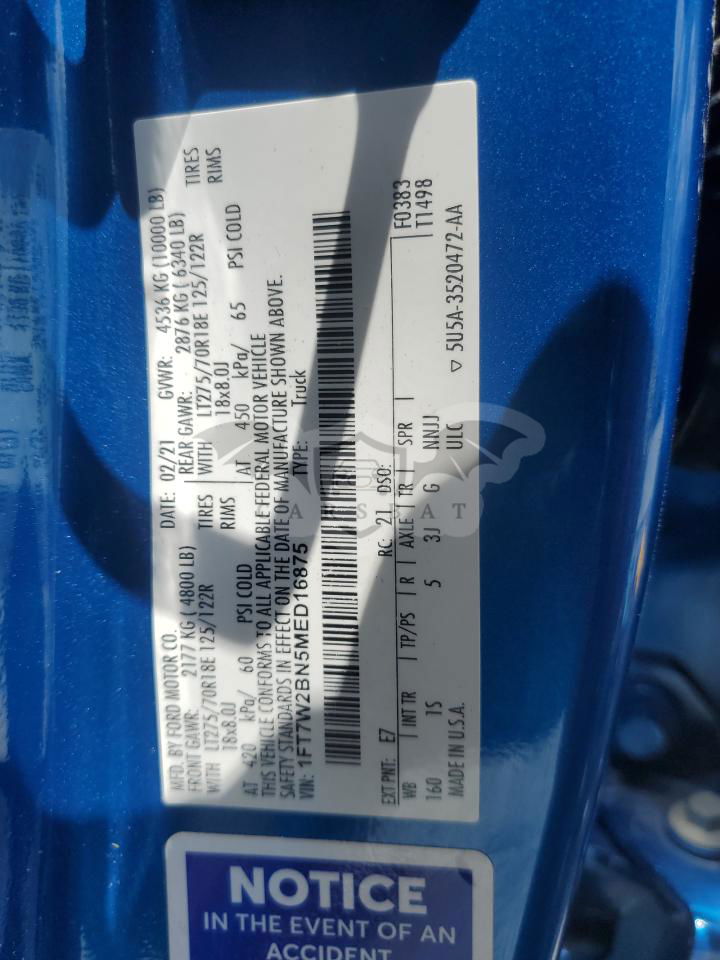 MFD. BY FORD MOTOR CO.
DATE: 02/21 GVWR: 4536 KG (10000 LB)
FRONT GAWR: 2177 KG ( 4800 LB) REAR GAWR: 2876 KG ( 6340 LB)
WITH LT275/70R18E 125/122R TIRES WITH LT275/70R18E 125/122R TIRES
18x8.0J RIMS 18x8.0J RIMS
AT 420 kPa/ 60 PSI COLD AT 450 kPa/ 65 PSI COLD
THIS VEHICLE CONFORMS TO ALL APPLICABLE FEDERAL MOTOR VEHICLE
SAFETY STANDARDS IN EFFECT ON THE DATE OF MANUFACTURE SHOWN ABOVE.
VIN: 1FT7W2BN5MED16875 TYPE: Truck
F0383
EXT PNT: E7 RC: 21 DSO: T1498
WB INT TR TP/PS R AXLE TR SPR
160 1S 5 3J G NNJJ
MADE IN U.S.A. ULC ▽ 5U5A-3520472-AA
NOTICE
IN THE EVENT OF AN
ACCIDENT